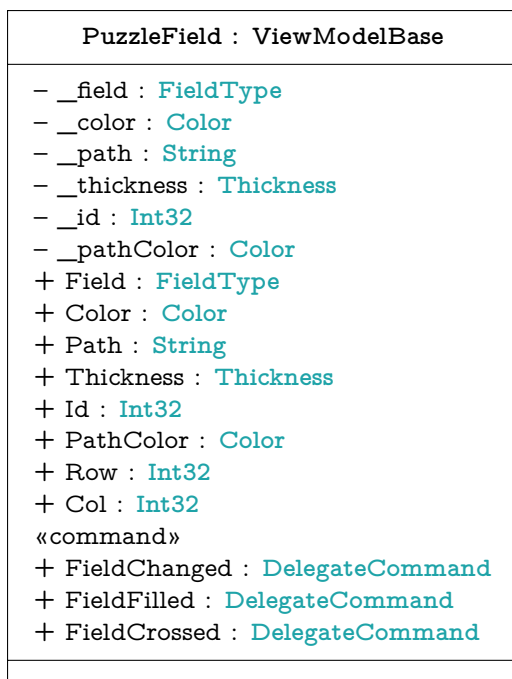 PuzzleField : ViewModelBase
– _field : FieldType
– _color : Color
– _path : String
– _thickness : Thickness
– _id : Int32
– _pathColor : Color
+ Field : FieldType
+ Color : Color
+ Path : String
+ Thickness : Thickness
+ Id : Int32
+ PathColor : Color
+ Row : Int32
+ Col : Int32
«command»
+ FieldChanged : DelegateCommand
+ FieldFilled : DelegateCommand
+ FieldCrossed : DelegateCommand